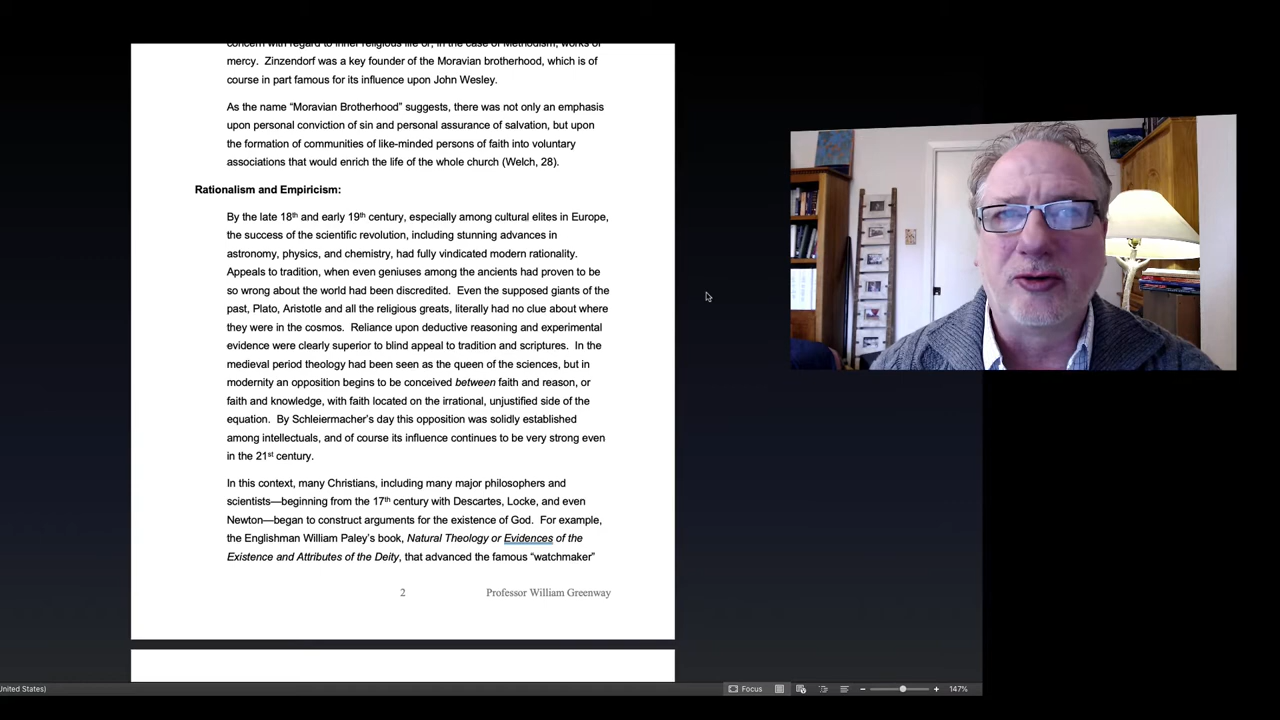 concern with regard to inner religious life or, in the case of Methodism, works of
mercy.  Zinzendorf was a key founder of the Moravian brotherhood, which is of
course in part famous for its influence upon John Wesley.
As the name “Moravian Brotherhood” suggests, there was not only an emphasis
upon personal conviction of sin and personal assurance of salvation, but upon
the formation of communities of like-minded persons of faith into voluntary
associations that would enrich the life of the whole church (Welch, 28).
Rationalism and Empiricism:
By the late 18th and early 19th century, especially among cultural elites in Europe,
the success of the scientific revolution, including stunning advances in
astronomy, physics, and chemistry, had fully vindicated modern rationality.
Appeals to tradition, when even geniuses among the ancients had proven to be
so wrong about the world had been discredited.  Even the supposed giants of the
past, Plato, Aristotle and all the religious greats, literally had no clue about where
they were in the cosmos.  Reliance upon deductive reasoning and experimental
evidence were clearly superior to blind appeal to tradition and scriptures.  In the
medieval period theology had been seen as the queen of the sciences, but in
modernity an opposition begins to be conceived between faith and reason, or
faith and knowledge, with faith located on the irrational, unjustified side of the
equation.  By Schleiermacher’s day this opposition was solidly established
among intellectuals, and of course its influence continues to be very strong even
in the 21st century.
In this context, many Christians, including many major philosophers and
scientists—beginning from the 17th century with Descartes, Locke, and even
Newton—began to construct arguments for the existence of God.  For example,
the Englishman William Paley’s book, Natural Theology or Evidences of the
Existence and Attributes of the Deity, that advanced the famous “watchmaker”
2 Professor William Greenway
United States) Focus 147%